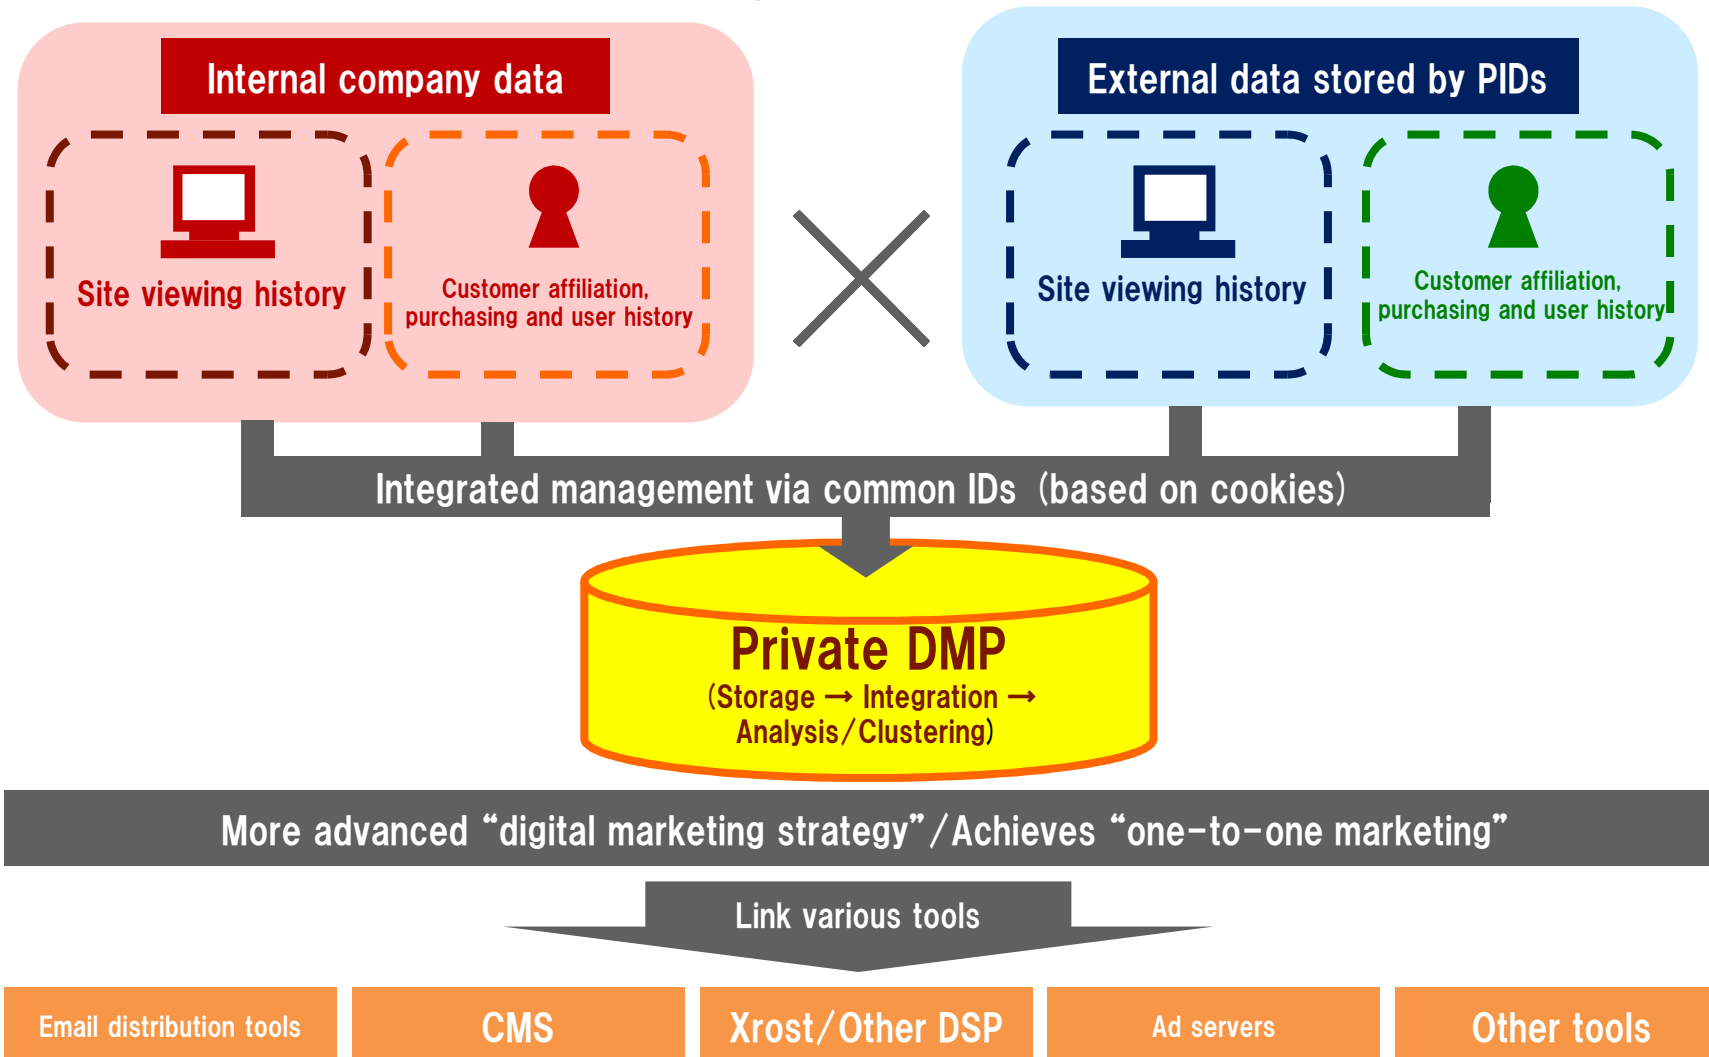 Internal company data
External data stored by PIDs
Site viewing history
Customer affiliation,
purchasing and user history
Site viewing history
Customer affiliation,
purchasing and user history
Integrated management via common IDs (based on cookies)
Private DMP
(Storage → Integration →
Analysis/Clustering)
More advanced “digital marketing strategy”/Achieves “one-to-one marketing”
Link various tools
Email distribution tools
CMS
Xrost/Other DSP
Ad servers
Other tools